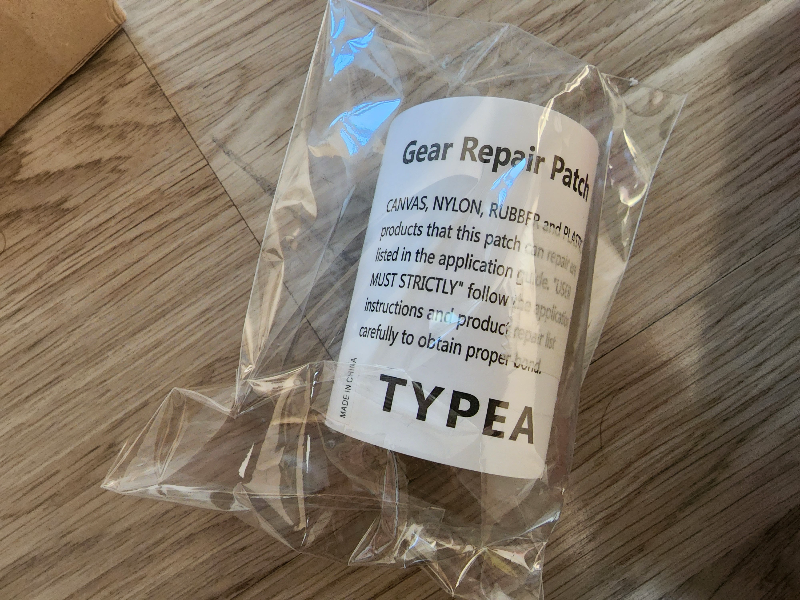 Gear Repair Patch
CANVAS, NYLON, RUBBER and
products that this patch can repair
listed in the application guide. "USER
MUST STRICTLY" follow the application
instructions and product repair list
carefully to obtain proper bond.
MADE IN CHINA
TYPEA